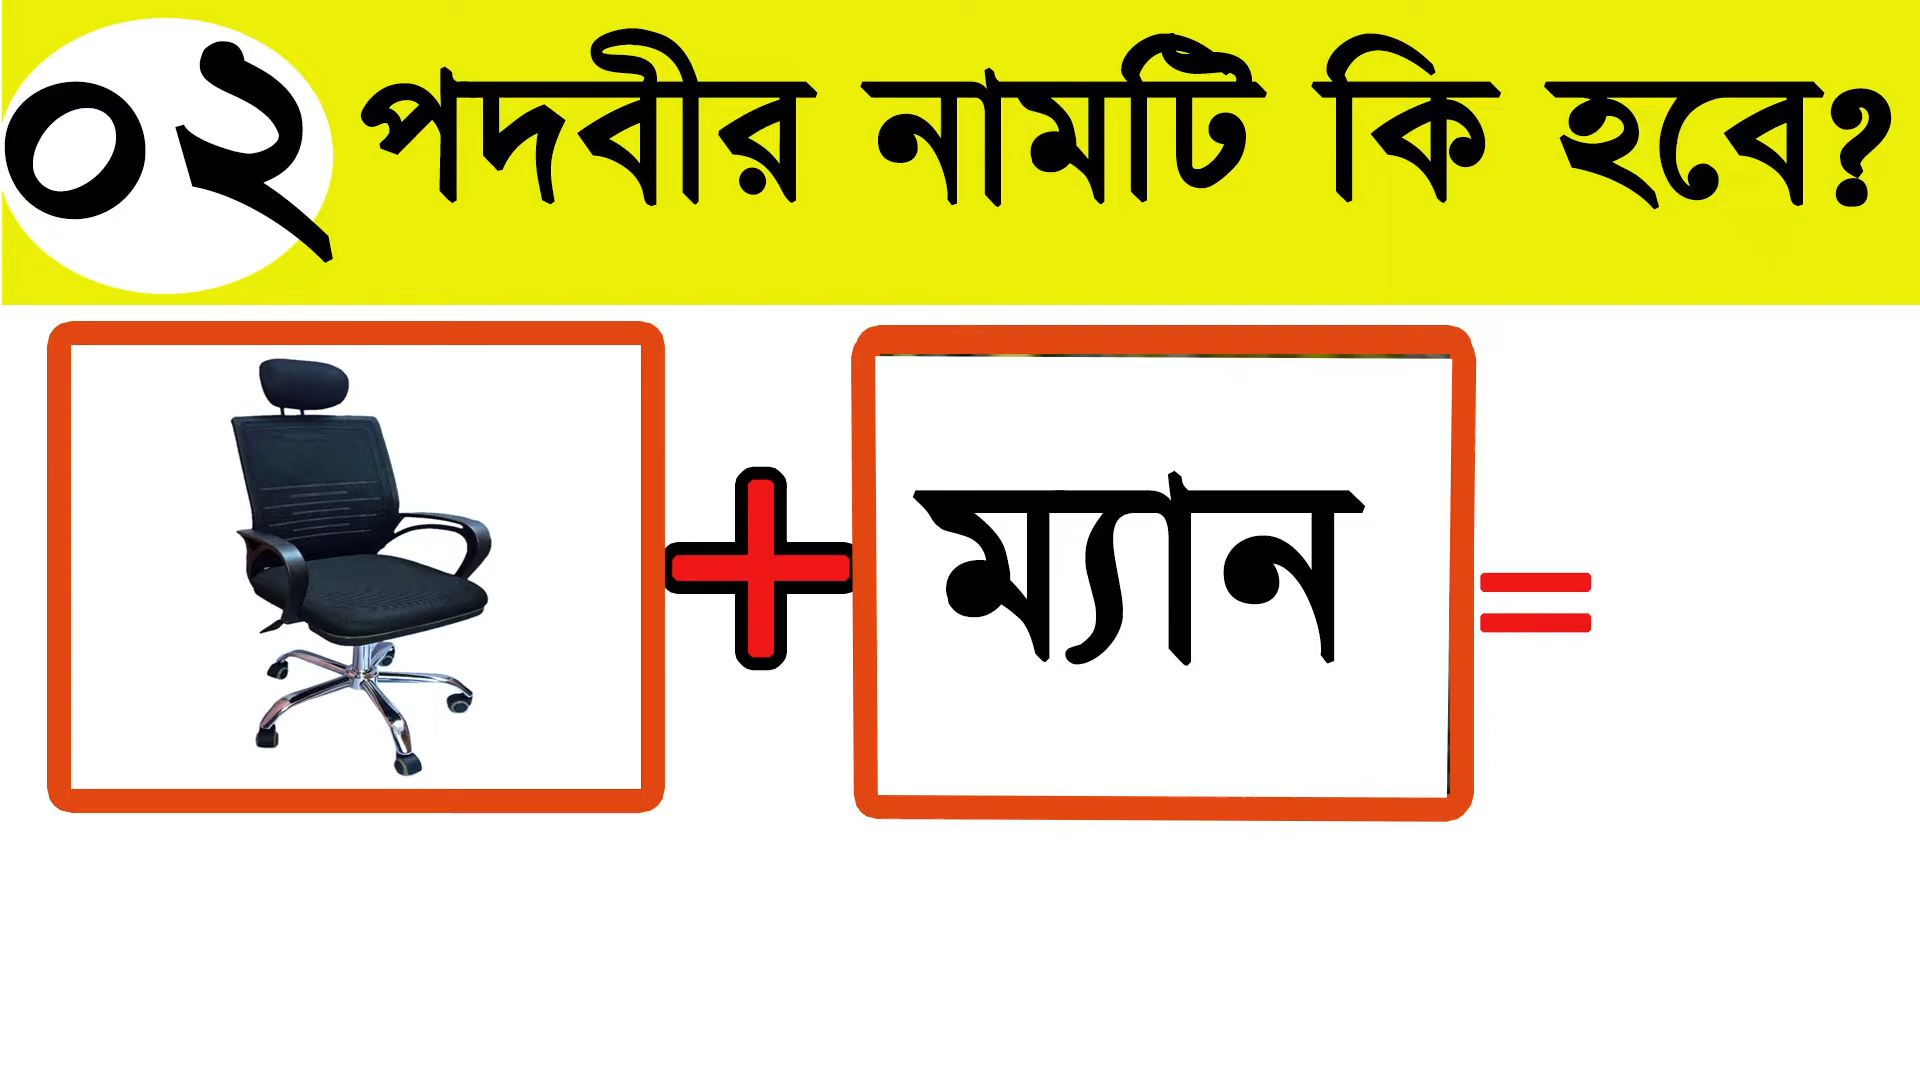 ০২ পদবীর নামটি কি হবে?
+ ম্যান =